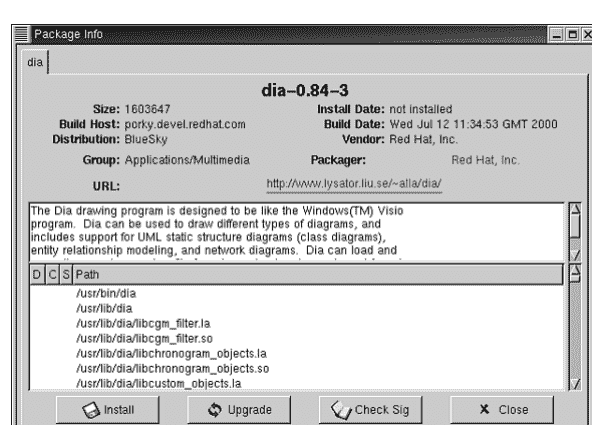 Package Info
dia
dia-0.84-3
Size: 1603647 Install Date: not installed
Build Host: porky.devel.redhat.com Build Date: Wed Jul 12 11:34:53 GMT 2000
Distribution: BlueSky Vendor: Red Hat, Inc.
Group: Applications/Multimedia Packager: Red Hat, Inc.
URL: http://www.lysator.liu.se/~alla/dia/
The Dia drawing program is designed to be like the Windows(TM) Visio
program. Dia can be used to draw different types of diagrams, and
includes support for UML static structure diagrams (class diagrams),
entity relationship modeling, and network diagrams. Dia can load and
D C S Path
/usr/bin/dia
/usr/lib/dia
/usr/lib/dia/libcgm_filter.la
/usr/lib/dia/libcgm_filter.so
/usr/lib/dia/libchronogram_objects.la
/usr/lib/dia/libchronogram_objects.so
/usr/lib/dia/libcustom_objects.la
Install Upgrade Check Sig Close